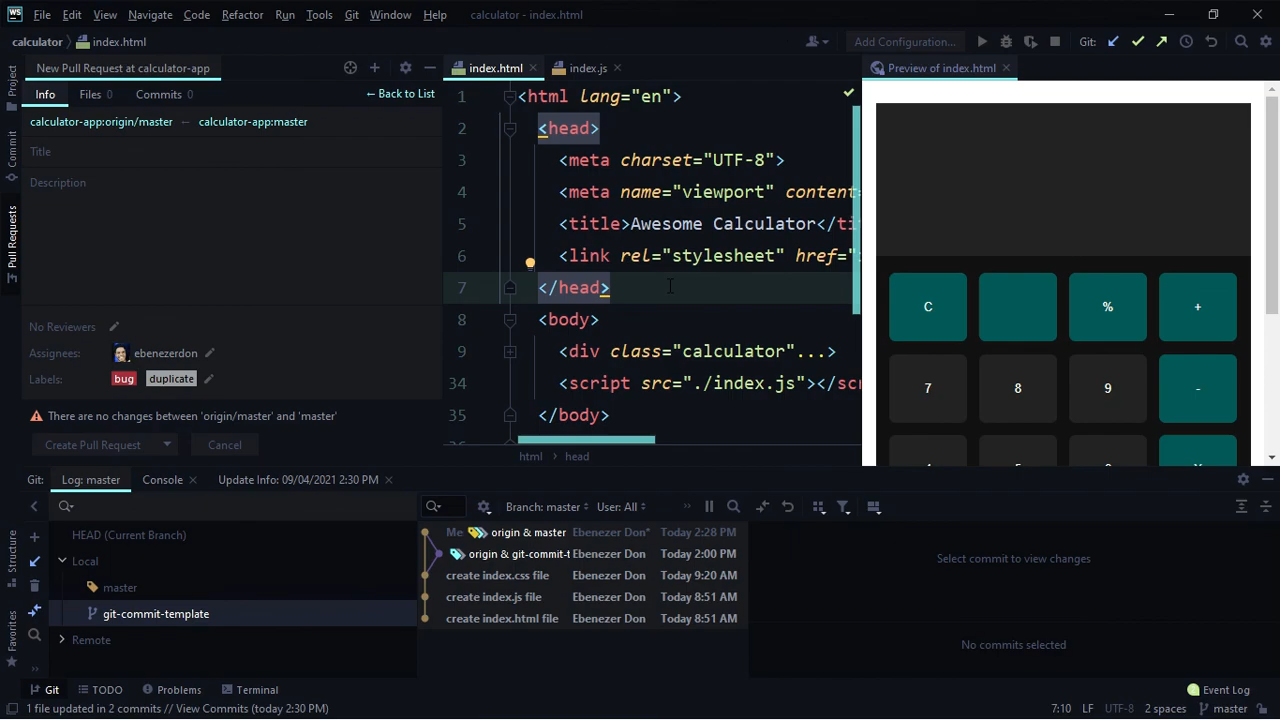 WS File Edit View Navigate Code Refactor Run Tools Git Window Help calculator - index.html
calculator index.html Add Configuration... Git:
New Pull Request at calculator-app
Info Files 0 Commits 0 ← Back to List
calculator-app:origin/master ← calculator-app:master
Title
Description
No Reviewers
Assignees: ebenezerdon
Labels: bug duplicate
There are no changes between 'origin/master' and 'master'
Create Pull Request Cancel
Project
Commit
Pull Requests
Structure
Favorites
index.html index.js
1 <html lang="en">
2 <head>
3 <meta charset="UTF-8">
4 <meta name="viewport" content=
5 <title>Awesome Calculator</ti
6 <link rel="stylesheet" href="
7 </head>
8 <body>
9 <div class="calculator"...>
34 <script src="./index.js"></scr
35 </body>
html head
Preview of index.html
C % +
7 8 9 -
Git: Log: master Console Update Info: 09/04/2021 2:30 PM
HEAD (Current Branch)
Local
master
git-commit-template
Remote
Branch: master User: All »
Me origin & master Ebenezer Don* Today 2:28 PM
origin & git-commit-t Ebenezer Don Today 2:00 PM
create index.css file Ebenezer Don Today 9:20 AM
create index.js file Ebenezer Don Today 8:51 AM
create index.html file Ebenezer Don Today 8:51 AM
Select commit to view changes
No commits selected
Git TODO Problems Terminal Event Log
1 file updated in 2 commits // View Commits (today 2:30 PM) 7:10 LF UTF-8 2 spaces master